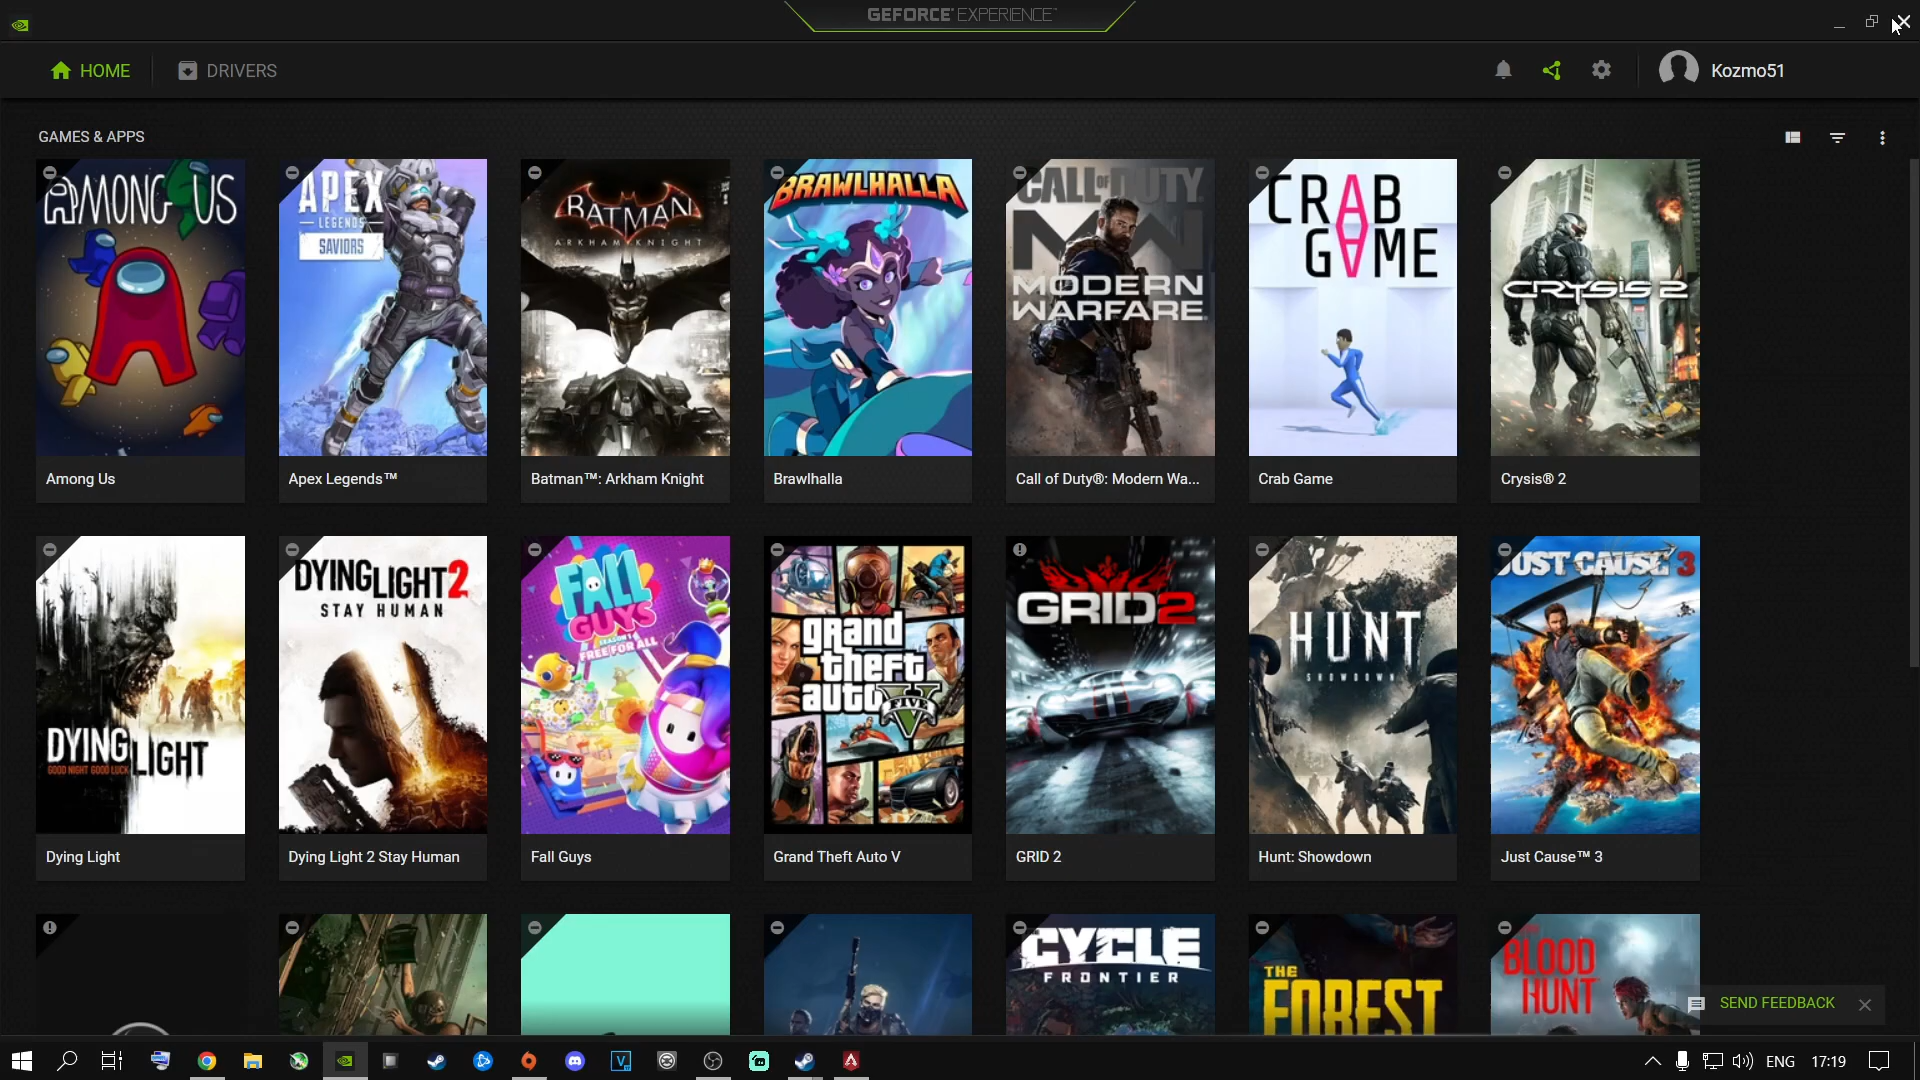 GEFORCE® EXPERIENCE™
HOME
DRIVERS
Kozmo51
GAMES & APPS
AMONG US
APEX
LEGENDS
SAVIORS
BATMAN
ARKHAM KNIGHT
BRAWLHALLA
CALL OF DUTY
MW
MODERN
WARFARE
CRAB
GAME
CRYSIS 2
Among Us
Apex Legends™
Batman™: Arkham Knight
Brawlhalla
Call of Duty®: Modern Wa...
Crab Game
Crysis® 2
DYING LIGHT
GOOD NIGHT GOOD LUCK
DYING LIGHT 2
STAY HUMAN
FALL
GUYS
SEASON 1
FREE FOR ALL
grand
theft
auto
V
FIVE
GRID 2
HUNT
SHOWDOWN
JUST CAUSE 3
Dying Light
Dying Light 2 Stay Human
Fall Guys
Grand Theft Auto V
GRID 2
Hunt: Showdown
Just Cause™ 3
CYCLE
FRONTIER
THE
FOREST
BLOOD
HUNT
SEND FEEDBACK
ENG
17:19